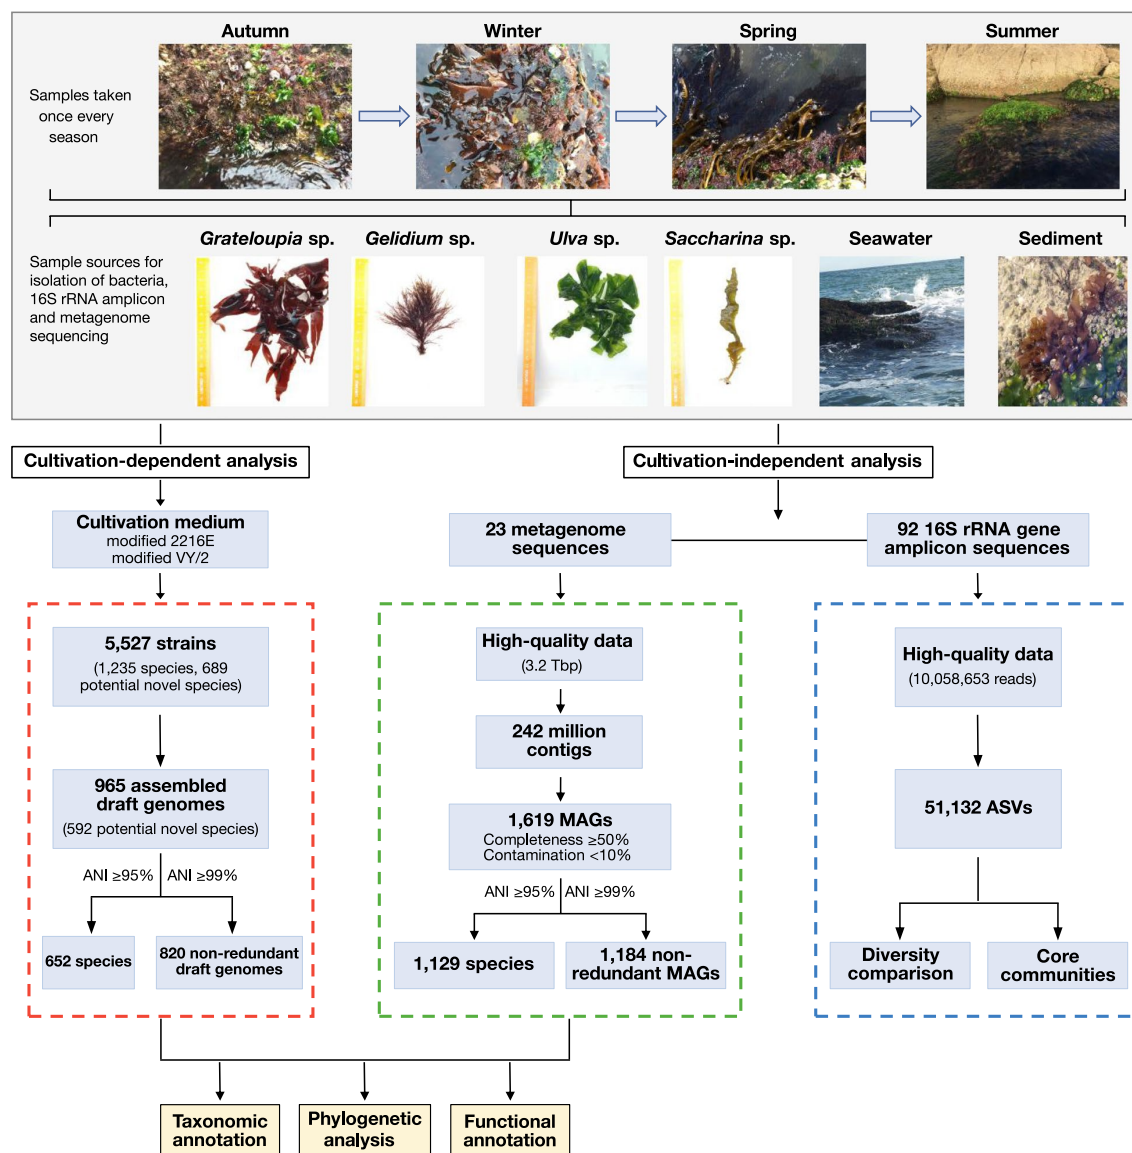 Autumn
Winter
Spring
Summer
Samples taken
once every
season
Grateloupia sp.
Gelidium sp.
Ulva sp.
Saccharina sp.
Seawater
Sediment
Sample sources for
isolation of bacteria,
16S rRNA amplicon
and metagenome
sequencing
Cultivation-dependent analysis
Cultivation-independent analysis
Cultivation medium
modified 2216E
modified VY/2
23 metagenome
sequences
92 16S rRNA gene
amplicon sequences
5,527 strains
(1,235 species, 689
potential novel species)
965 assembled
draft genomes
(592 potential novel species)
ANI ≥95%
ANI ≥99%
652 species
820 non-redundant
draft genomes
High-quality data
(3.2 Tbp)
242 million
contigs
1,619 MAGs
Completeness ≥50%
Contamination <10%
ANI ≥95%
ANI ≥99%
1,129 species
1,184 non-
redundant MAGs
High-quality data
(10,058,653 reads)
51,132 ASVs
Diversity
comparison
Core
communities
Taxonomic
annotation
Phylogenetic
analysis
Functional
annotation